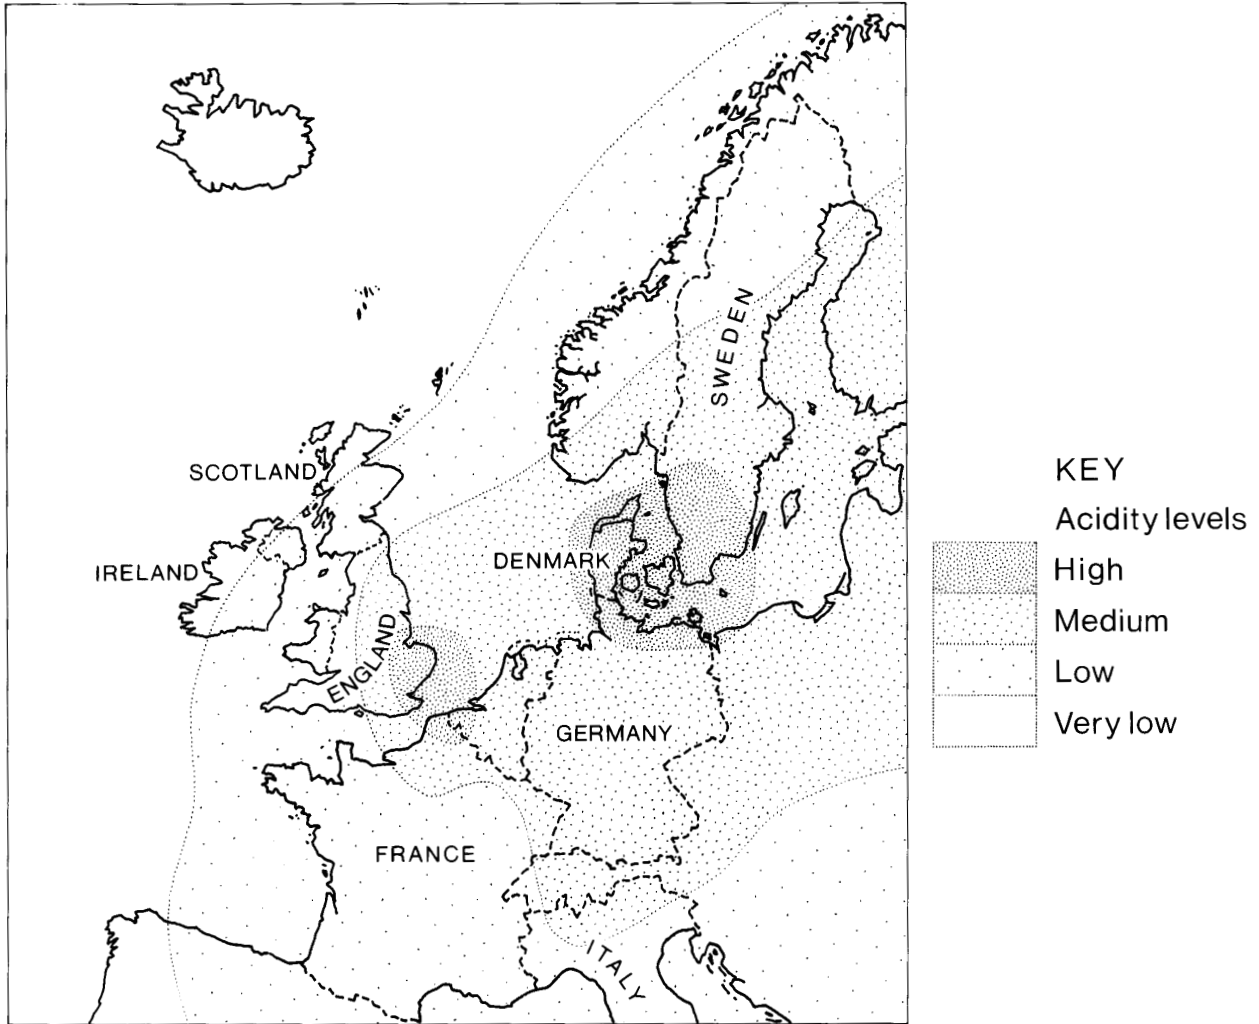 SWEDEN
SCOTLAND
IRELAND
DENMARK
ENGLAND
GERMANY
FRANCE
ITALY
KEY
Acidity levels
High
Medium
Low
Very low